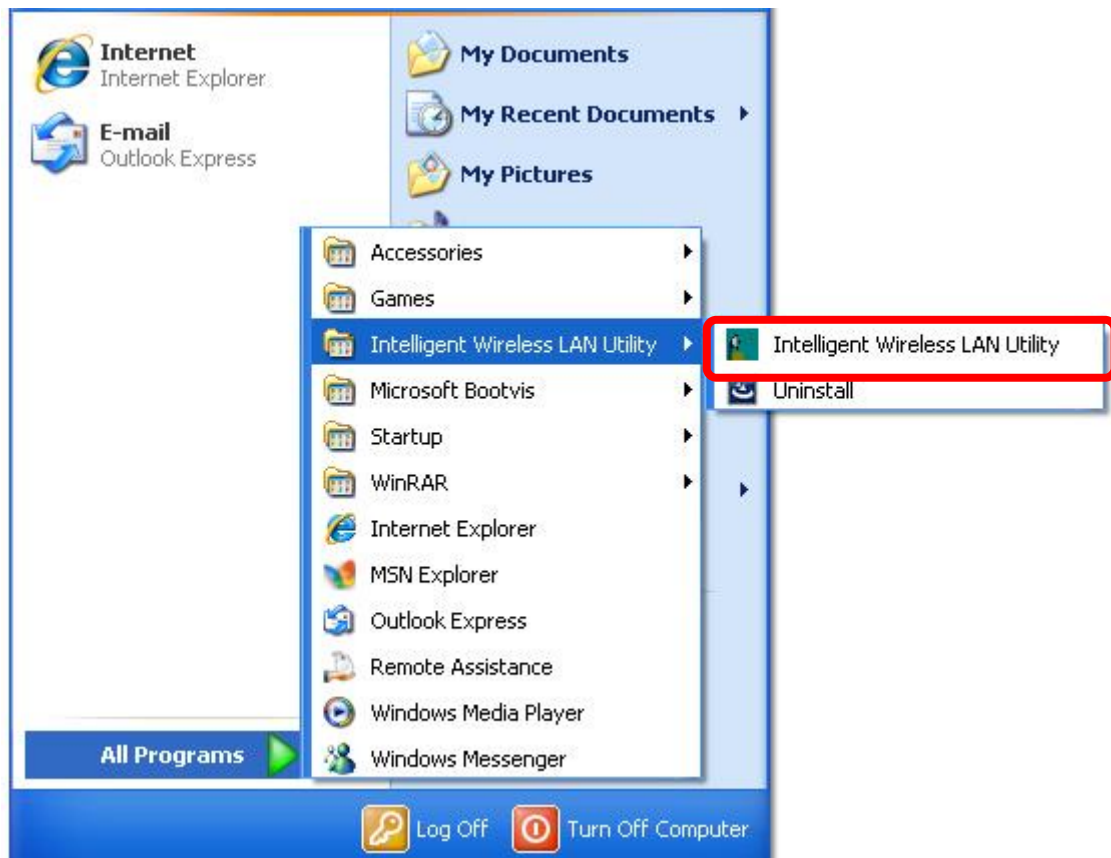 Internet
Internet Explorer
E-mail
Outlook Express
My Documents
My Recent Documents
My Pictures
Accessories
Games
Intelligent Wireless LAN Utility
Microsoft Bootvis
Startup
WinRAR
Internet Explorer
MSN Explorer
Outlook Express
Remote Assistance
Windows Media Player
Windows Messenger
Intelligent Wireless LAN Utility
Uninstall
All Programs
Log Off
Turn Off Computer